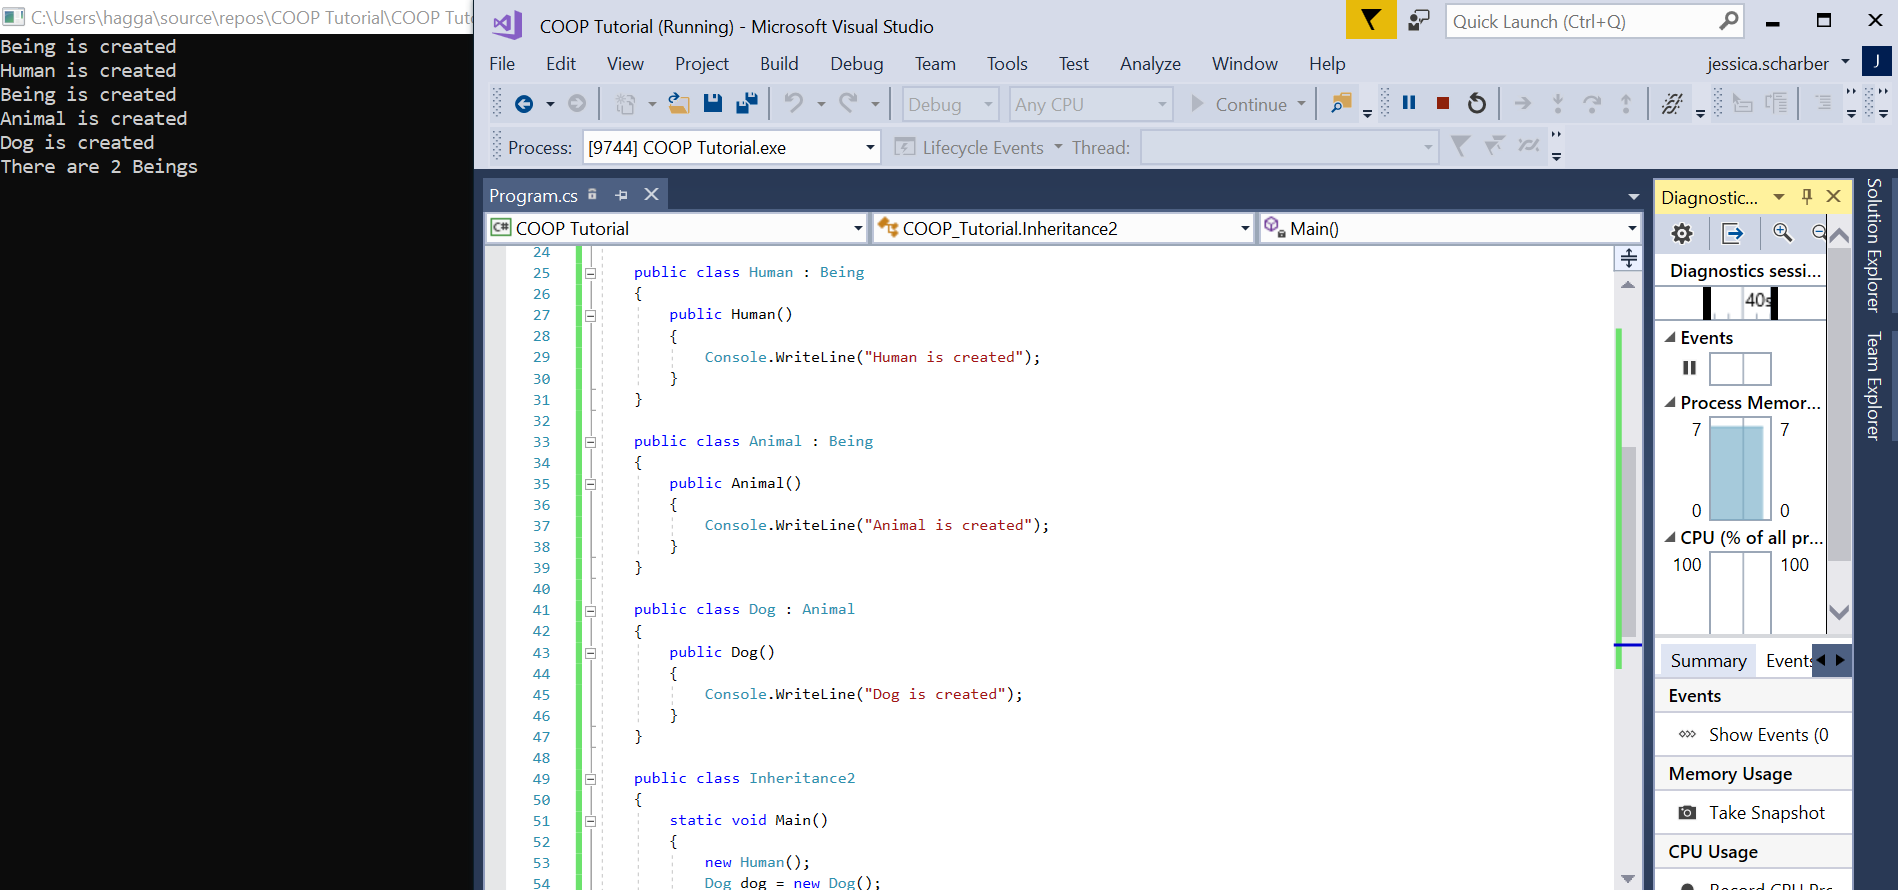 C:\Users\hagga\source\repos\COOP Tutorial\COOP Tut
Being is created
Human is created
Being is created
Animal is created
Dog is created
There are 2 Beings
COOP Tutorial (Running) - Microsoft Visual Studio
Quick Launch (Ctrl+Q)
File Edit View Project Build Debug Team Tools Test Analyze Window Help
jessica.scharber J
Debug Any CPU Continue
Process: [9744] COOP Tutorial.exe Lifecycle Events Thread:
Program.cs
C# COOP Tutorial COOP_Tutorial.Inheritance2 Main()
24
25 public class Human : Being
26 {
27 public Human()
28 {
29 Console.WriteLine("Human is created");
30 }
31 }
32
33 public class Animal : Being
34 {
35 public Animal()
36 {
37 Console.WriteLine("Animal is created");
38 }
39 }
40
41 public class Dog : Animal
42 {
43 public Dog()
44 {
45 Console.WriteLine("Dog is created");
46 }
47 }
48
49 public class Inheritance2
50 {
51 static void Main()
52 {
53 new Human();
54 Dog dog = new Dog();
Diagnostic...
Diagnostics sessi...
40s
Events
Process Memor...
7 7
0 0
CPU (% of all pr...
100 100
Summary Events
Events
Show Events (0
Memory Usage
Take Snapshot
CPU Usage
Record CPU Pro
Solution Explorer
Team Explorer